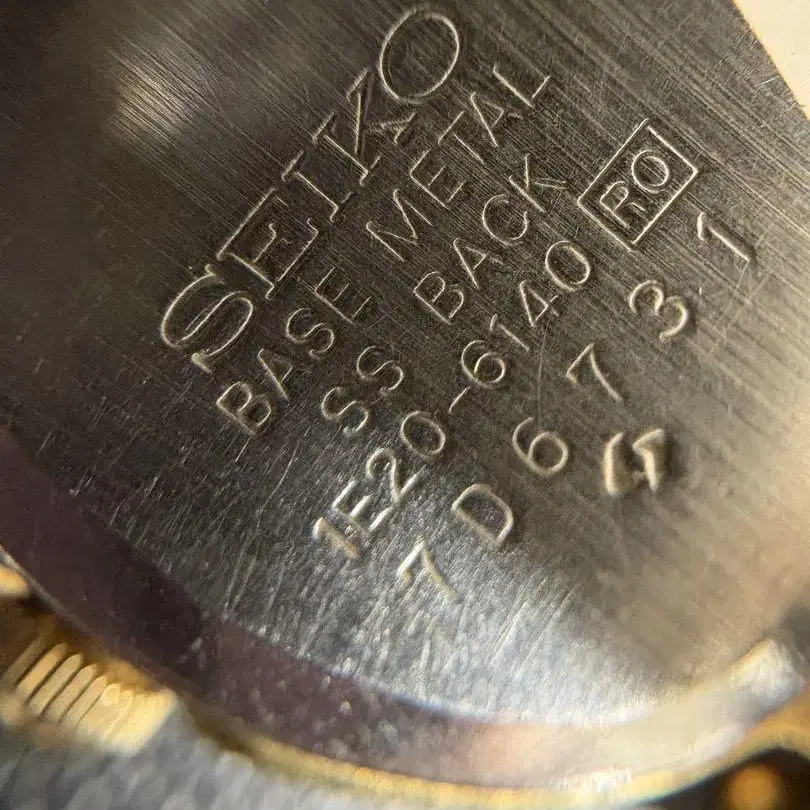 SEIKO
BASE METAL
SS BACK
1E20-6140 RO
7D6731